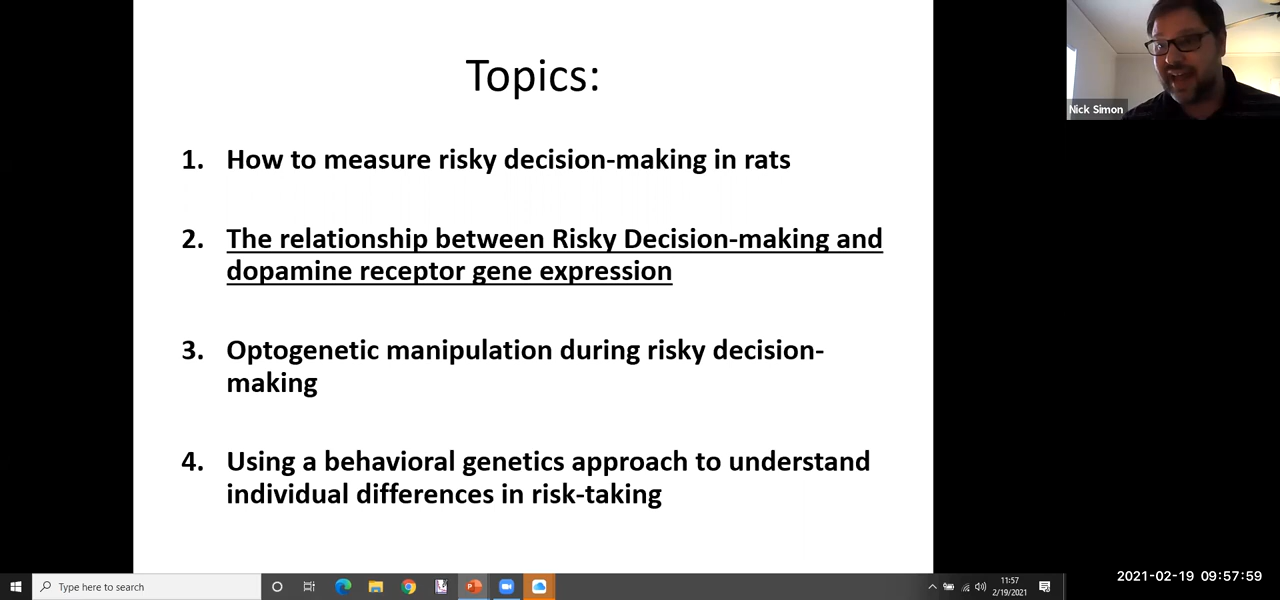 Topics:
1. How to measure risky decision-making in rats
2. The relationship between Risky Decision-making and
dopamine receptor gene expression
3. Optogenetic manipulation during risky decision-
making
4. Using a behavioral genetics approach to understand
individual differences in risk-taking
Nick Simon
Type here to search
11:57
2/19/2021
2021-02-19 09:57:59